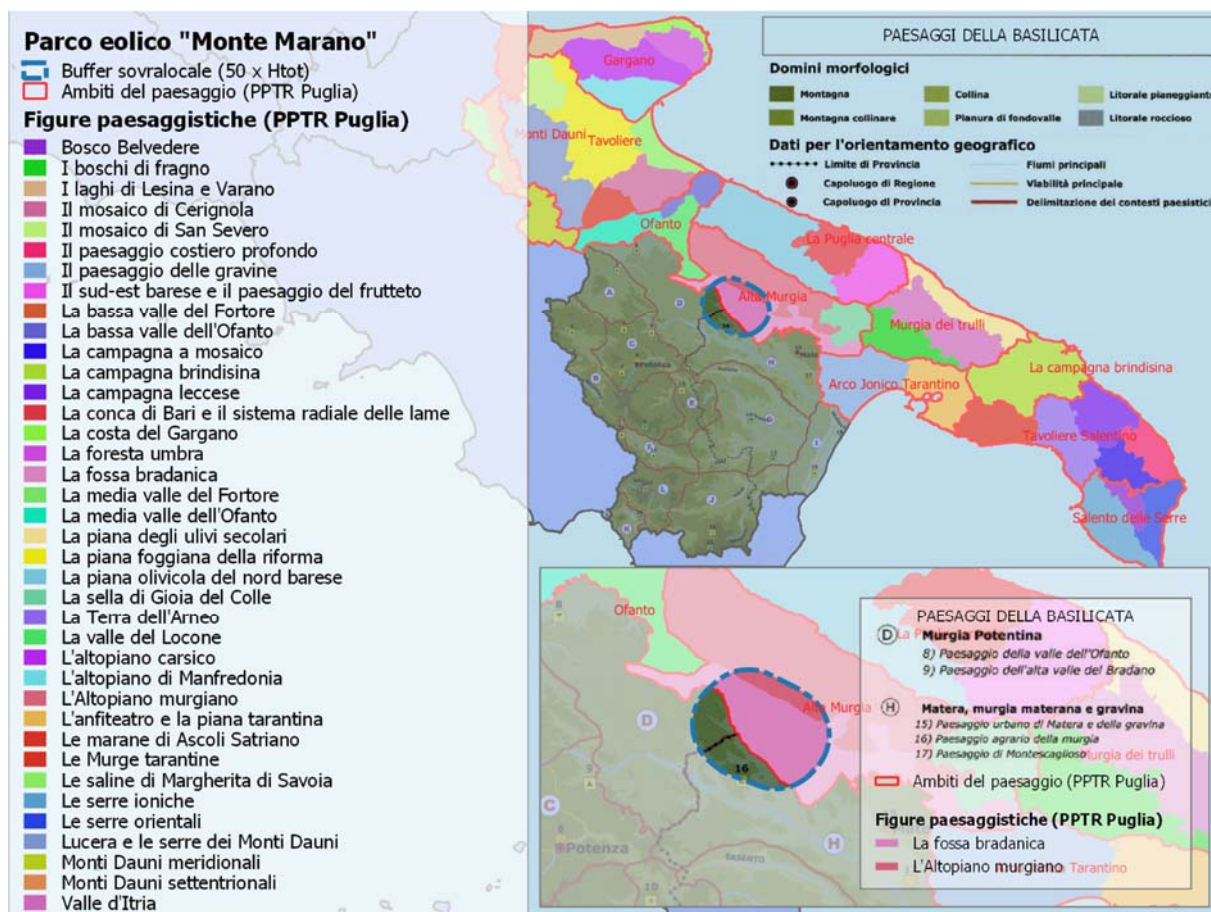 Parco eolico "Monte Marano"
Buffer sovralocale (50 x Htot)
Ambiti del paesaggio (PPTR Puglia)
Figure paesaggistiche (PPTR Puglia)
Bosco Belvedere
I boschi di fragno
I laghi di Lesina e Varano
Il mosaico di Cerignola
Il mosaico di San Severo
Il paesaggio costiero profondo
Il paesaggio delle gravine
Il sud-est barese e il paesaggio del frutteto
La bassa valle del Fortore
La bassa valle dell'Ofanto
La campagna a mosaico
La campagna brindisina
La campagna leccese
La conca di Bari e il sistema radiale delle lame
La costa del Gargano
La foresta umbra
La fossa bradanica
La media valle del Fortore
La media valle dell'Ofanto
La piana degli ulivi secolari
La piana foggiana della riforma
La piana olivicola del nord barese
La sella di Gioia del Colle
La Terra dell'Arneo
La valle del Locone
L'altopiano carsico
L'altopiano di Manfredonia
L'Altopiano murgiano
L'anfiteatro e la piana tarantina
Le marane di Ascoli Satriano
Le Murge tarantine
Le saline di Margherita di Savoia
Le serre ioniche
Le serre orientali
Lucera e le serre dei Monti Dauni
Monti Dauni meridionali
Monti Dauni settentrionali
Valle d'Itria
PAESAGGI DELLA BASILICATA
Domini morfologici
Montagna
Collina
Litorale pianeggiante
Montagna collinare
Pianura di fondovalle
Litorale roccioso
Dati per l'orientamento geografico
Limite di Provincia
Fiumi principali
Capoluogo di Regione
Viabilità principale
Capoluogo di Provincia
Delimitazione dei contesti paesistici
Gargano
Monti Dauni
Tavoliere
Ofanto
La Puglia centrale
Alta Murgia
Murgia dei trulli
La campagna brindisina
Arco Jonico Tarantino
Tavoliere Salentino
Salento delle Serre
A
D
C
H
B
E
G
F
I
L
J
Ofanto
Alta Murgia
D
16
C
H
Potenza
10
PAESAGGI DELLA BASILICATA
D Murgia Potentina
8) Paesaggio della valle dell'Ofanto
9) Paesaggio dell'alta valle del Bradano
H Matera, murgia materana e gravina
15) Paesaggio urbano di Matera e della gravina
16) Paesaggio agrario della murgia
17) Paesaggio di Montescaglioso
Murgia dei trulli
Ambiti del paesaggio (PPTR Puglia)
Figure paesaggistiche (PPTR Puglia)
La fossa bradanica
L'Altopiano murgiano
Tarantino